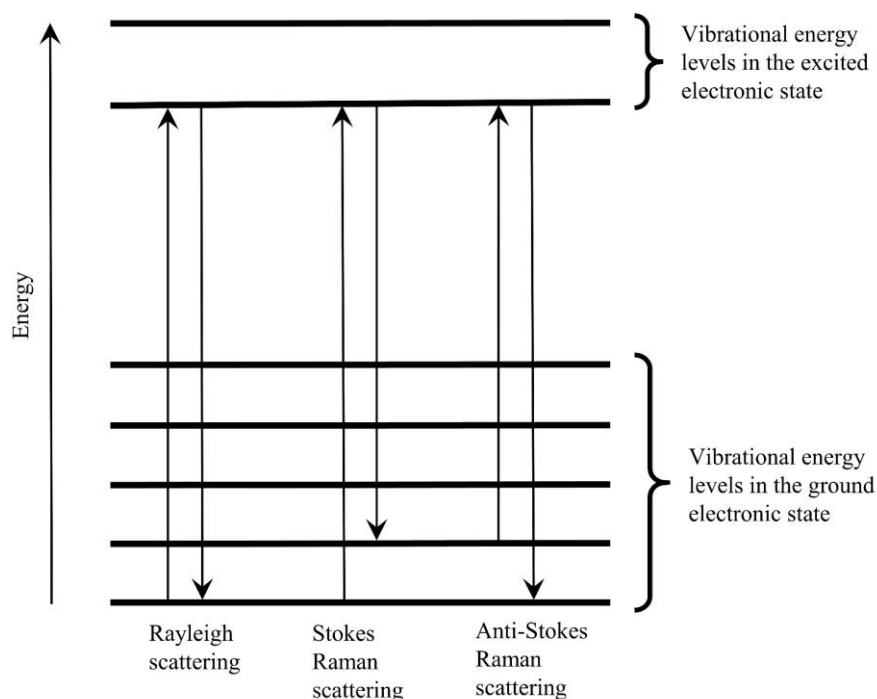 Vibrational energy
levels in the excited
electronic state
Energy
Vibrational energy
levels in the ground
electronic state
Rayleigh
scattering
Stokes
Raman
scattering
Anti-Stokes
Raman
scattering